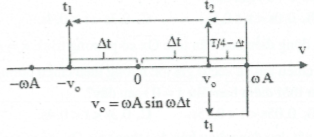 t₁ t₂
Δt Δt T/4 – Δt v
–ωA –v₀ 0 v₀ ωA
v₀ = ωA sin ωΔt
t₁